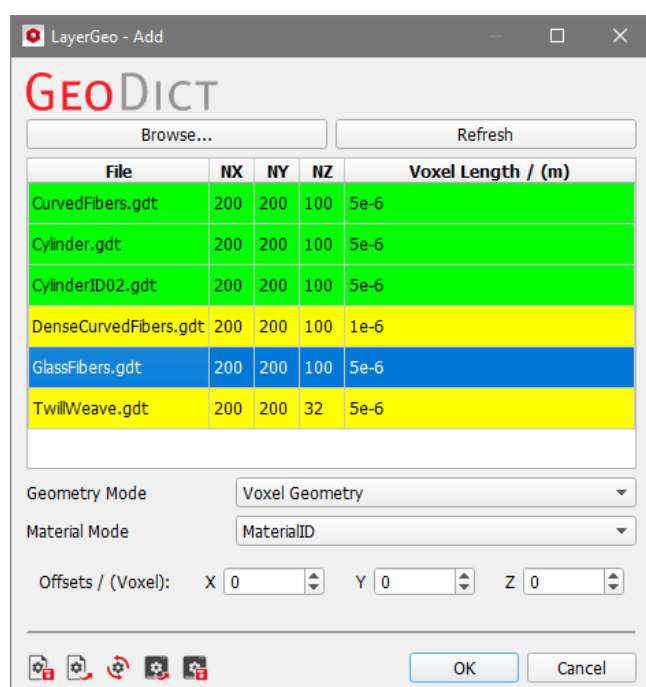 LayerGeo - Add
GEODICT
Browse... Refresh
File NX NY NZ Voxel Length / (m)
CurvedFibers.gdt 200 200 100 5e-6
Cylinder.gdt 200 200 100 5e-6
CylinderID02.gdt 200 200 100 5e-6
DenseCurvedFibers.gdt 200 200 100 1e-6
GlassFibers.gdt 200 200 100 5e-6
TwillWeave.gdt 200 200 32 5e-6
Geometry Mode Voxel Geometry
Material Mode MaterialID
Offsets / (Voxel): X 0 Y 0 Z 0
OK Cancel